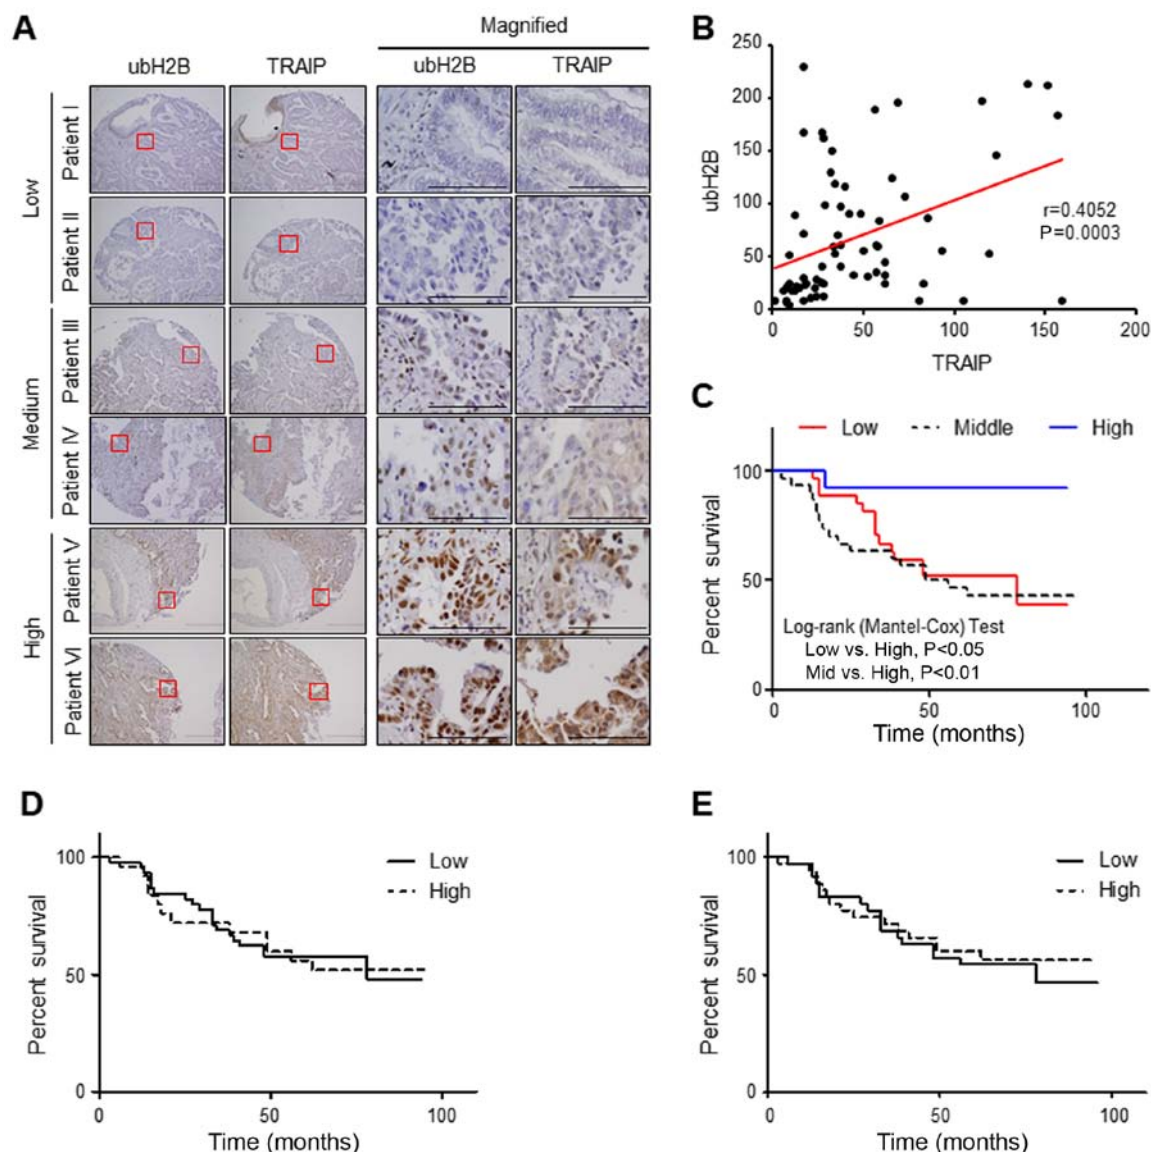 A
Magnified
ubH2B TRAIP ubH2B TRAIP
Low
Patient I
Patient II
Medium
Patient III
Patient IV
High
Patient V
Patient VI
B
250
200
150
100
50
0
ubH2B
r=0.4052
P=0.0003
0 50 100 150 200
TRAIP
C
Low Middle High
100
50
0
Percent survival
Log-rank (Mantel-Cox) Test
Low vs. High, P<0.05
Mid vs. High, P<0.01
0 50 100
Time (months)
D
Low
High
100
50
0
Percent survival
0 50 100
Time (months)
E
Low
High
100
50
0
Percent survival
0 50 100
Time (months)